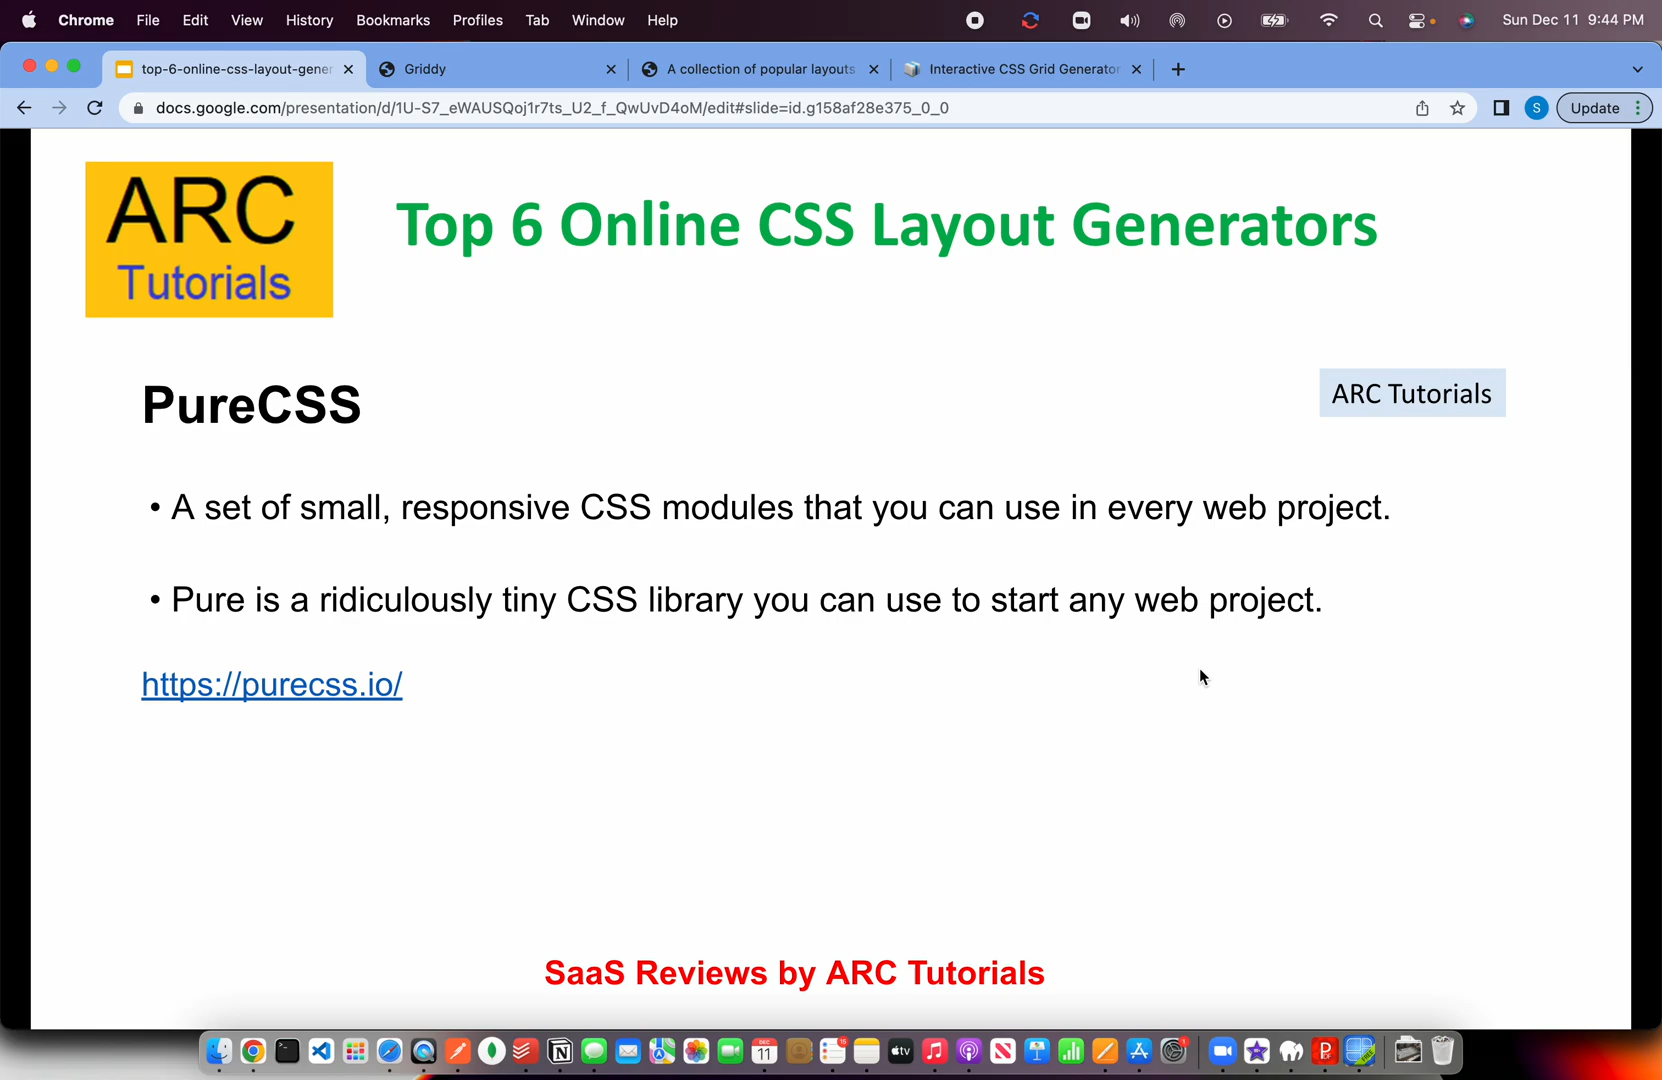 Chrome File Edit View History Bookmarks Profiles Tab Window Help Sun Dec 11 9:44 PM
top-6-online-css-layout-gener Griddy A collection of popular layouts Interactive CSS Grid Generator
docs.google.com/presentation/d/1U-S7_eWAUSQoj1r7ts_U2_f_QwUvD4oM/edit#slide=id.g158af28e375_0_0 S Update
ARC
Tutorials
Top 6 Online CSS Layout Generators
PureCSS
ARC Tutorials
• A set of small, responsive CSS modules that you can use in every web project.
• Pure is a ridiculously tiny CSS library you can use to start any web project.
https://purecss.io/
SaaS Reviews by ARC Tutorials
DEC
11
tv